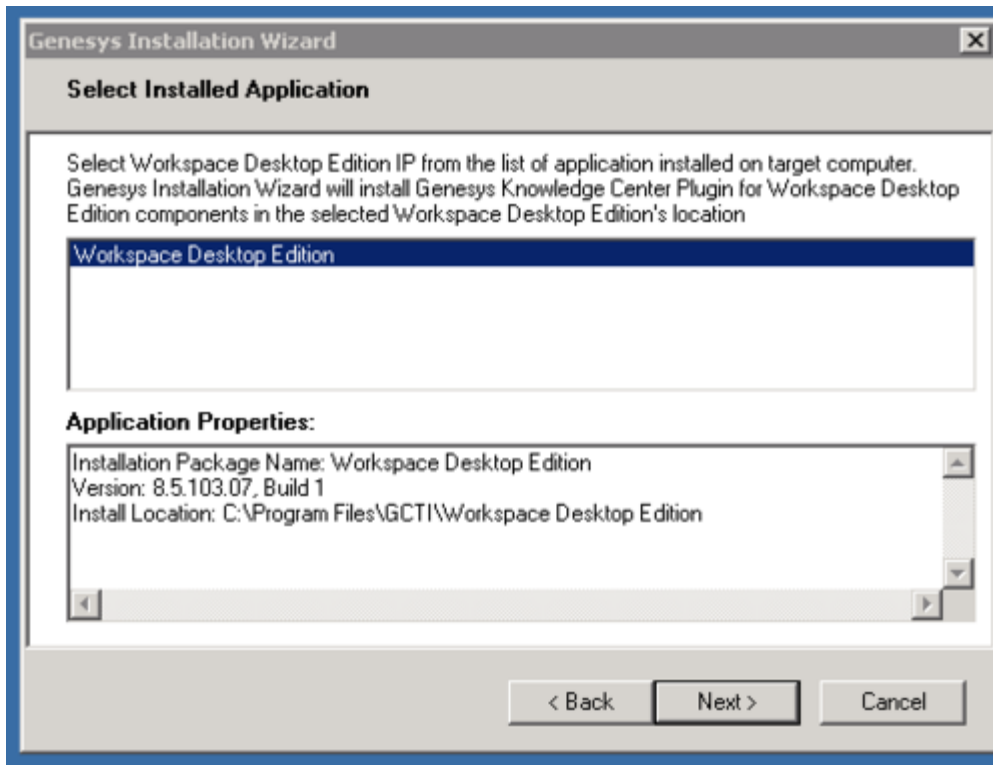 Genesys Installation Wizard
Select Installed Application
Select Workspace Desktop Edition IP from the list of application installed on target computer.
Genesys Installation Wizard will install Genesys Knowledge Center Plugin for Workspace Desktop
Edition components in the selected Workspace Desktop Edition's location
Workspace Desktop Edition
Application Properties:
Installation Package Name: Workspace Desktop Edition
Version: 8.5.103.07, Build 1
Install Location: C:\Program Files\GCTI\Workspace Desktop Edition
< Back Next > Cancel